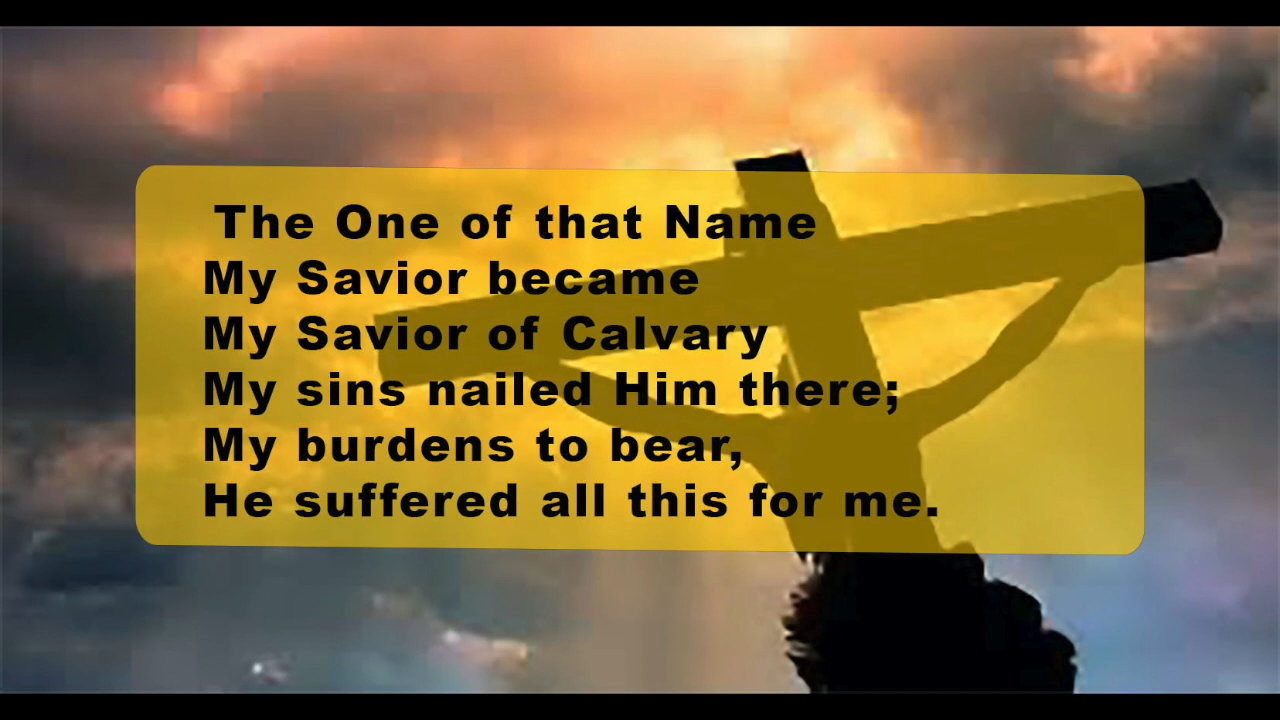 The One of that Name
My Savior became
My Savior of Calvary
My sins nailed Him there;
My burdens to bear,
He suffered all this for me.